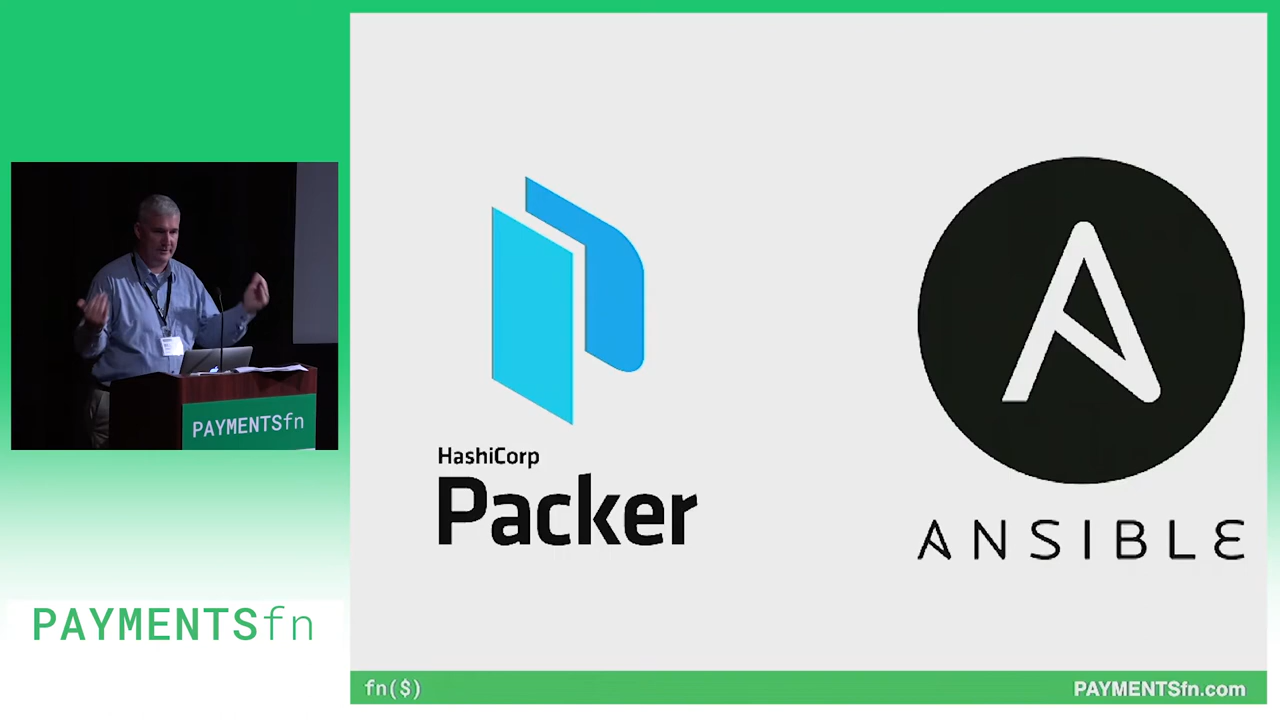 PAYMENTSfn
PAYMENTSfn
HashiCorp
Packer
ANSIBLE
fn($)
PAYMENTSfn.com